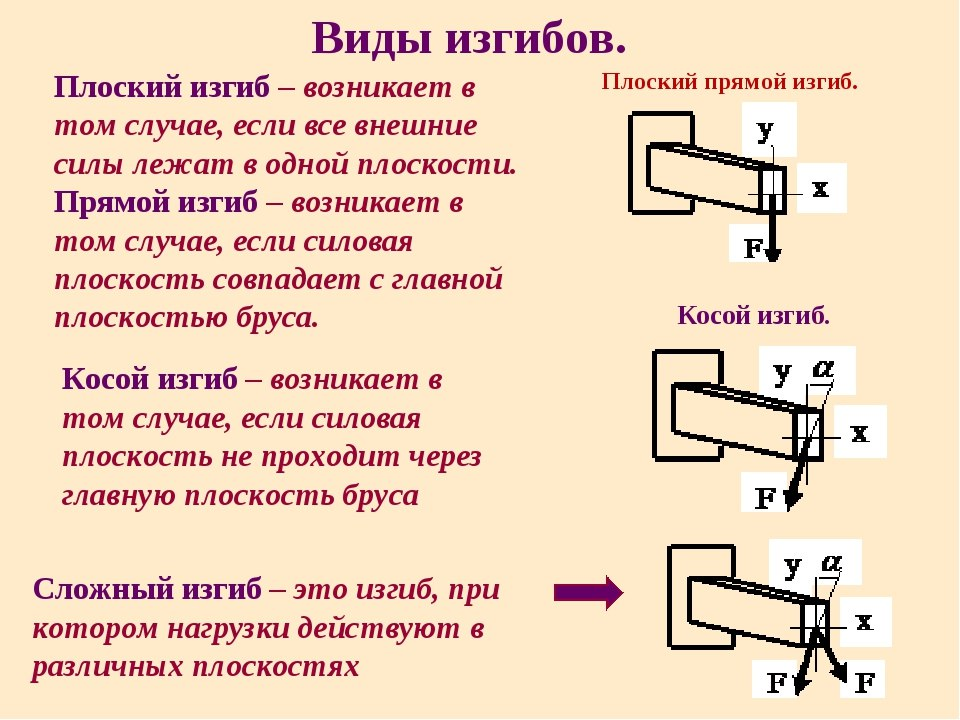 Виды изгибов.
Плоский изгиб – возникает в
том случае, если все внешние
силы лежат в одной плоскости.
Прямой изгиб – возникает в
том случае, если силовая
плоскость совпадает с главной
плоскостью бруса.
Плоский прямой изгиб.
y
x
F
Косой изгиб – возникает в
том случае, если силовая
плоскость не проходит через
главную плоскость бруса
Косой изгиб.
y α
x
F
Сложный изгиб – это изгиб, при
котором нагрузки действуют в
различных плоскостях
y α
x
F F